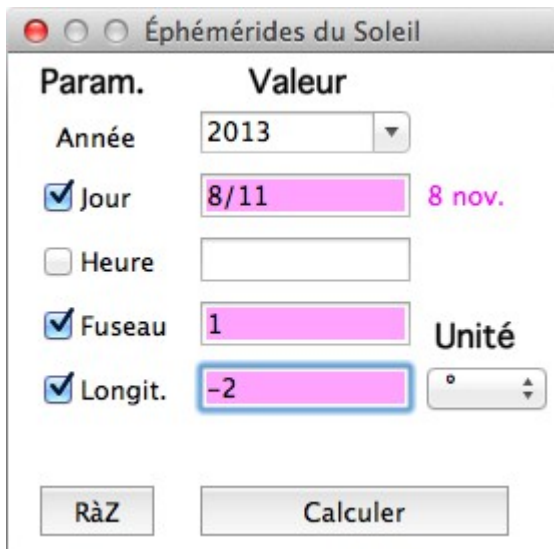 Éphémérides du Soleil
Param. Valeur
Année 2013
Jour 8/11 8 nov.
Heure
Fuseau 1 Unité
Longit. -2 °
RàZ Calculer